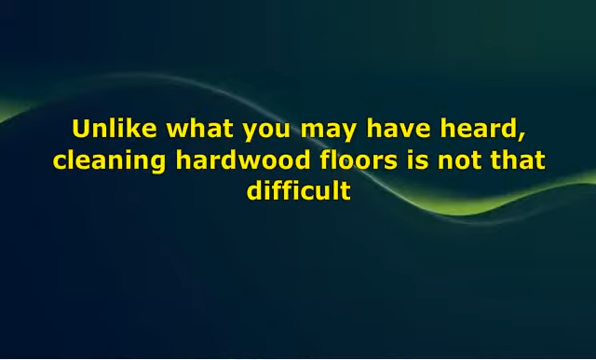 Unlike what you may have heard,
cleaning hardwood floors is not that
difficult